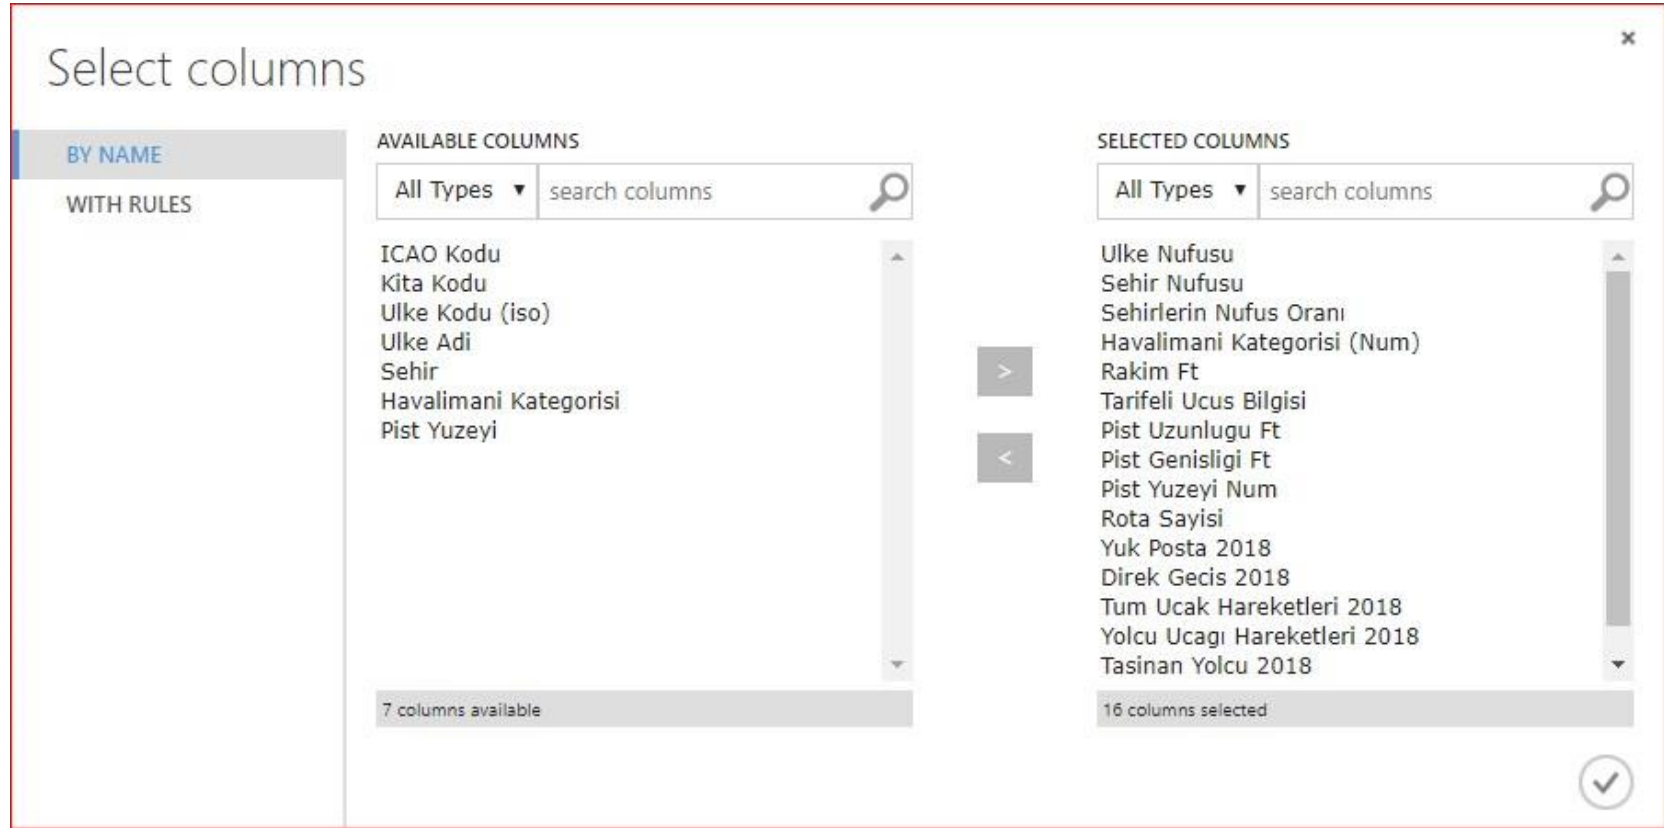 Select columns
×
BY NAME
WITH RULES
AVAILABLE COLUMNS
All Types ▼ search columns
ICAO Kodu
Kita Kodu
Ulke Kodu (iso)
Ulke Adi
Sehir
Havalimani Kategorisi
Pist Yuzeyi
7 columns available
>
<
SELECTED COLUMNS
All Types ▼ search columns
Ulke Nufusu
Sehir Nufusu
Sehirlerin Nufus Oranı
Havalimani Kategorisi (Num)
Rakim Ft
Tarifeli Ucus Bilgisi
Pist Uzunlugu Ft
Pist Genisligi Ft
Pist Yuzeyi Num
Rota Sayisi
Yuk Posta 2018
Direk Gecis 2018
Tum Ucak Hareketleri 2018
Yolcu Ucagı Hareketleri 2018
Tasinan Yolcu 2018
16 columns selected